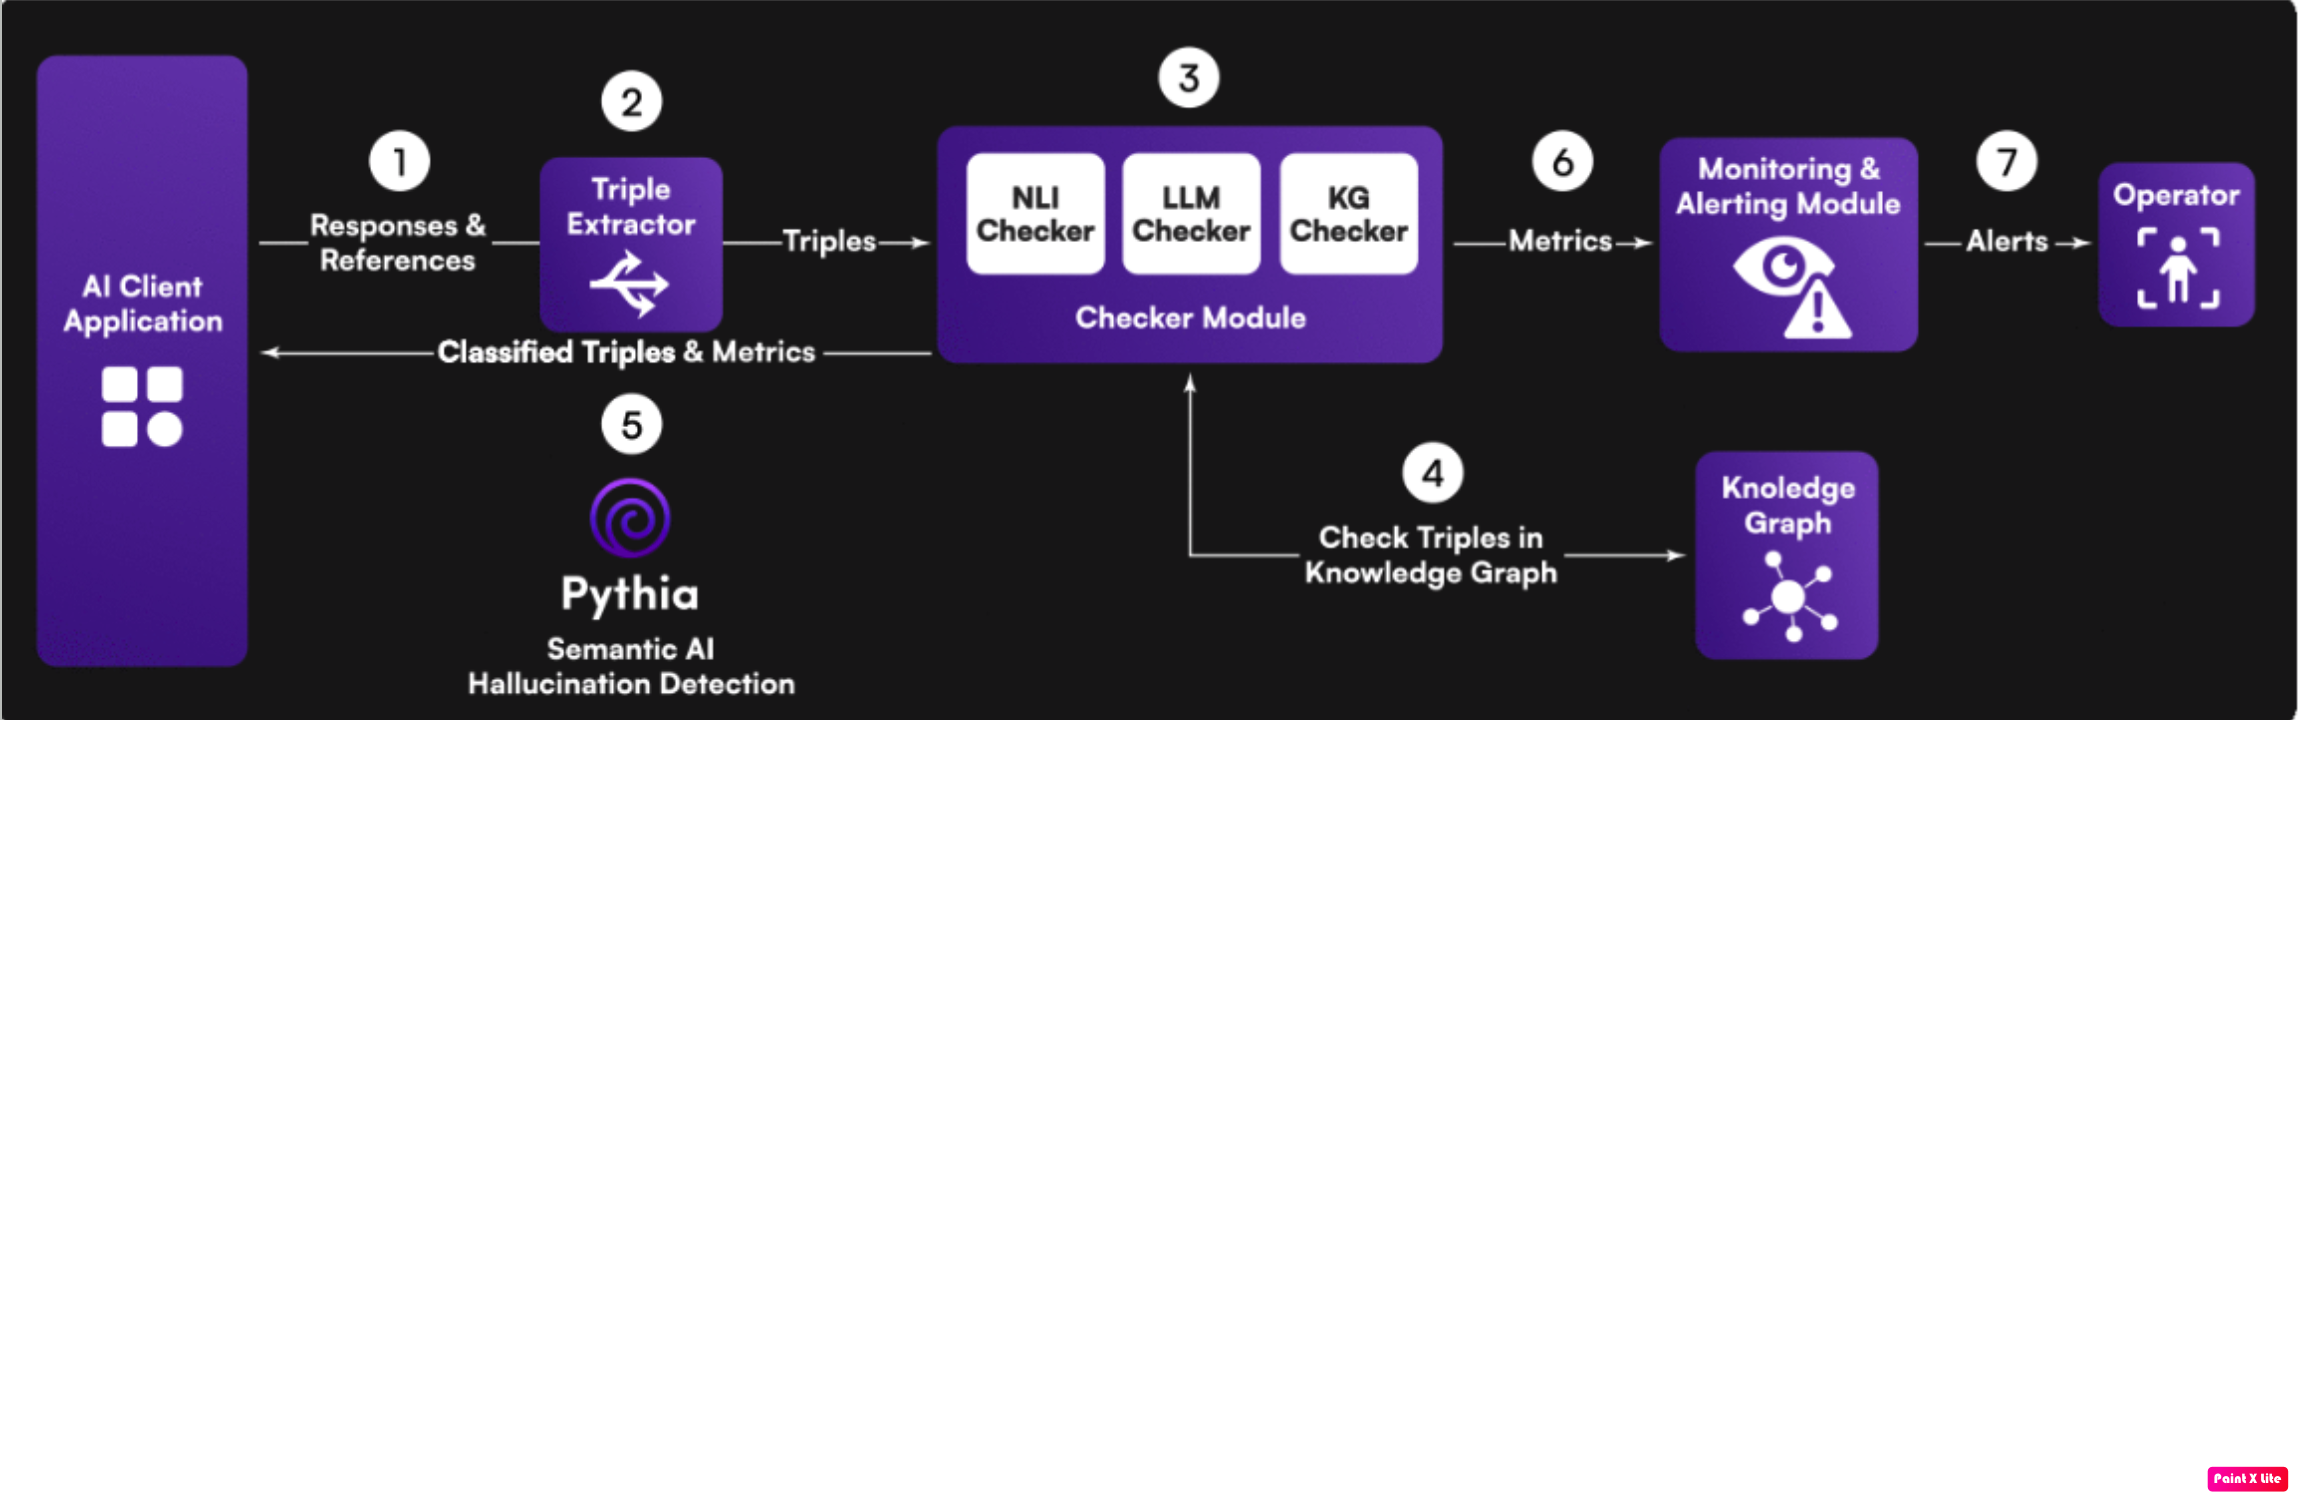 1
2
3
6
7
AI Client
Application
Responses &
References
Triple
Extractor
Triples
NLI
Checker
LLM
Checker
KG
Checker
Checker Module
Metrics
Monitoring &
Alerting Module
Alerts
Operator
Classified Triples & Metrics
5
Pythia
Semantic AI
Hallucination Detection
4
Check Triples in
Knowledge Graph
Knoledge
Graph
Paint X Lite